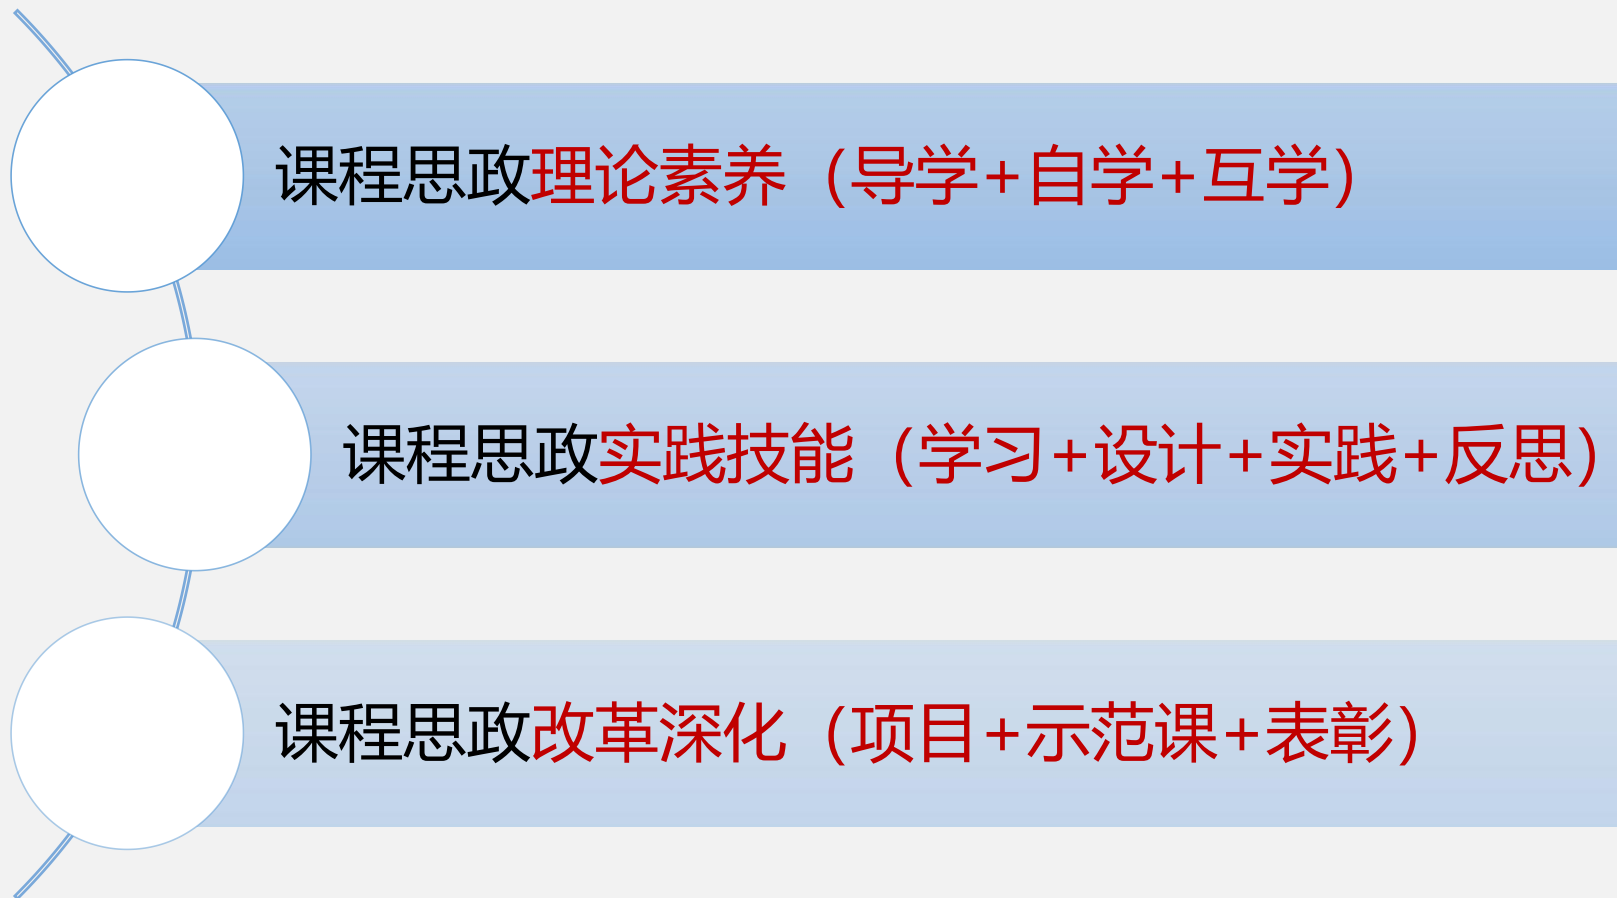 课程思政理论素养（导学+自学+互学）
课程思政实践技能（学习+设计+实践+反思）
课程思政改革深化（项目+示范课+表彰）